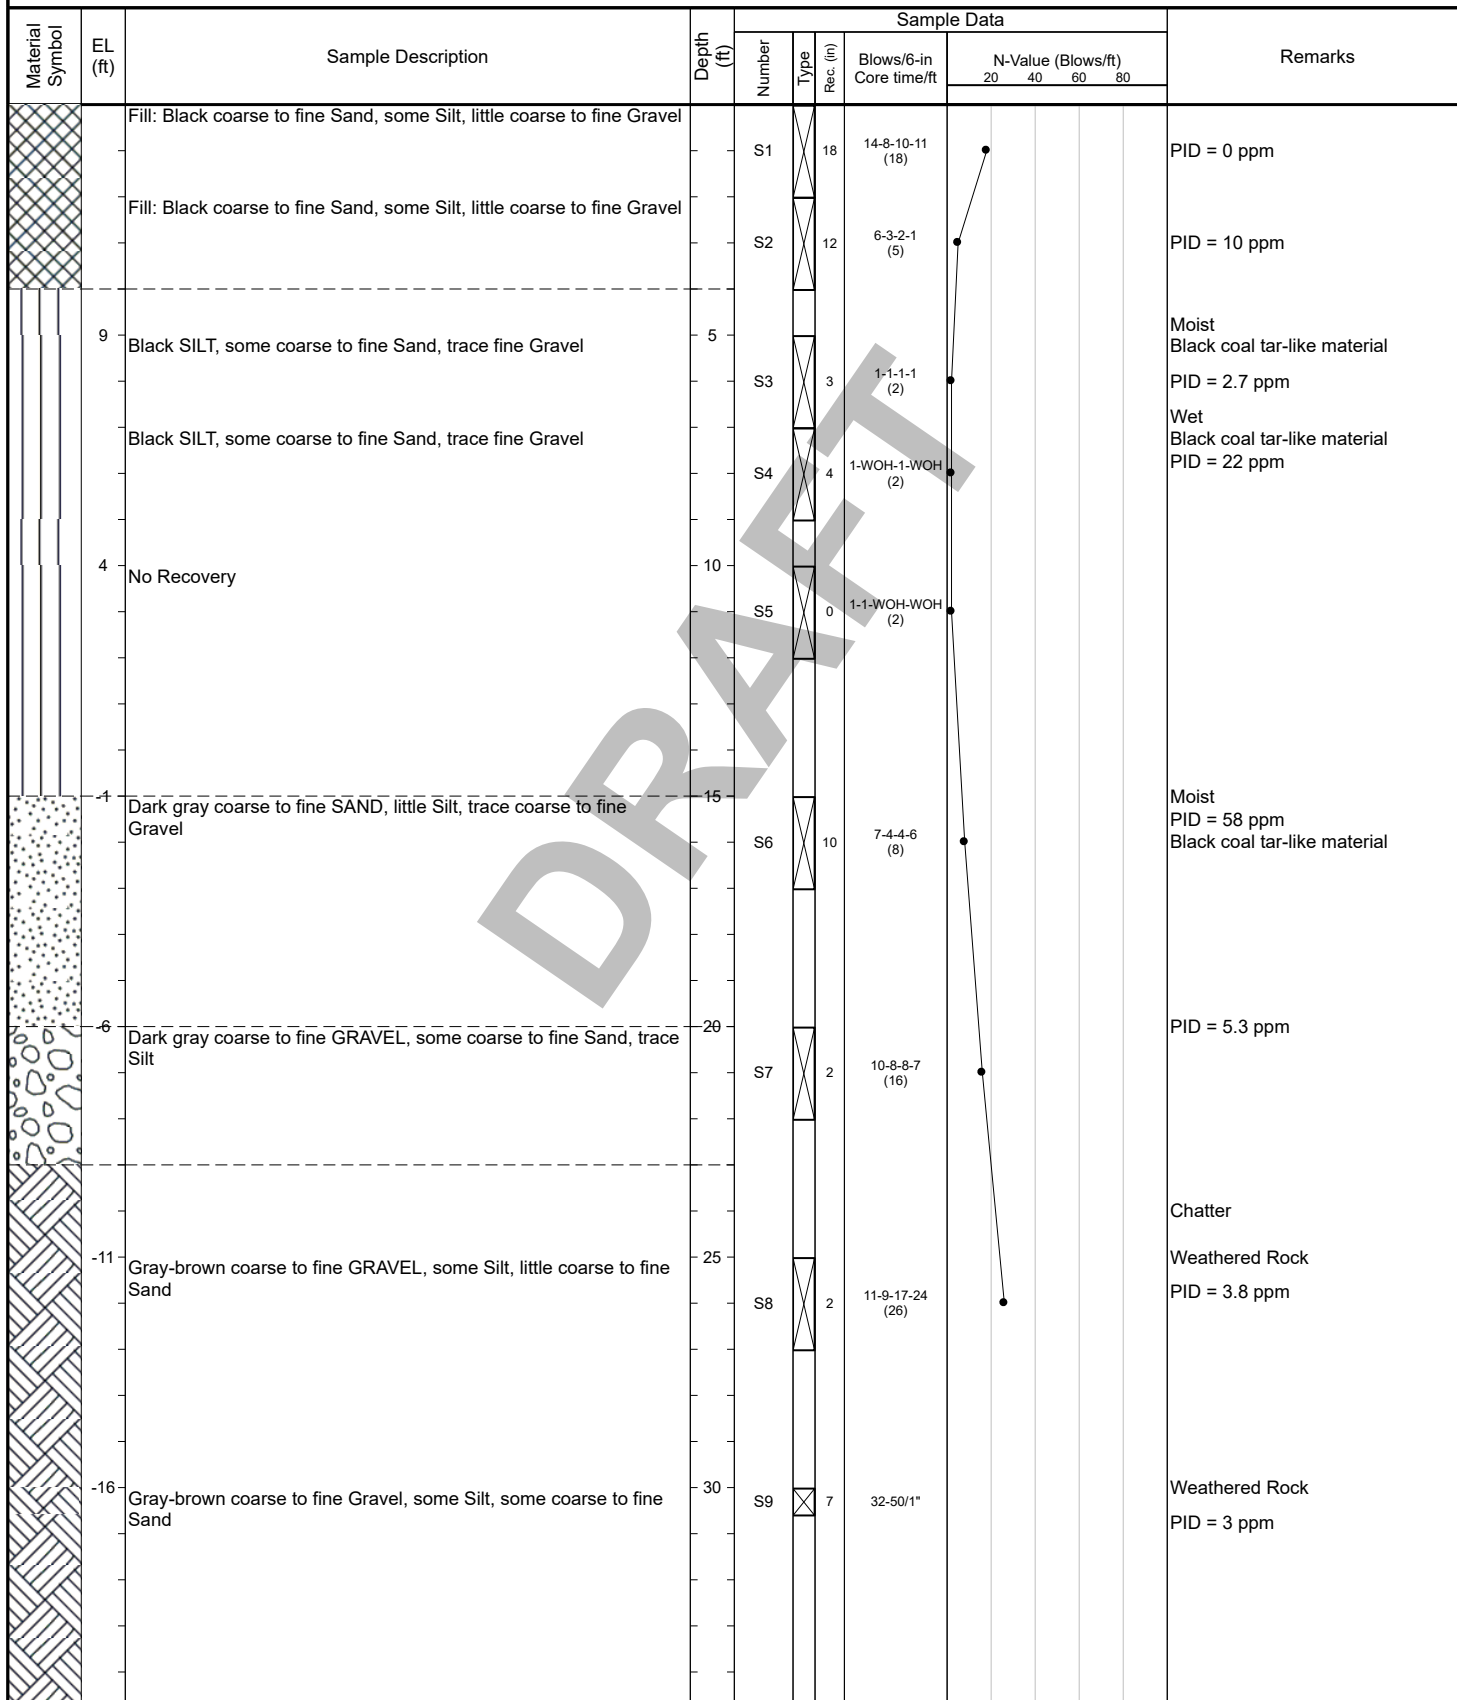 Sample Data
Material Symbol
EL (ft)
Sample Description
Depth (ft)
Number
Type
Rec. (in)
Blows/6-in
Core time/ft
N-Value (Blows/ft)
20 40 60 80
Remarks
Fill: Black coarse to fine Sand, some Silt, little coarse to fine Gravel
S1 18 14-8-10-11
(18)
PID = 0 ppm
Fill: Black coarse to fine Sand, some Silt, little coarse to fine Gravel
S2 12 6-3-2-1
(5)
PID = 10 ppm
9
5
Moist
Black SILT, some coarse to fine Sand, trace fine Gravel
Black coal tar-like material
S3 3 1-1-1-1
(2)
PID = 2.7 ppm
Wet
Black SILT, some coarse to fine Sand, trace fine Gravel
Black coal tar-like material
PID = 22 ppm
S4 4 1-WOH-1-WOH
(2)
4
10
No Recovery
S5 0 1-1-WOH-WOH
(2)
DRAFT
-1
15
Moist
Dark gray coarse to fine SAND, little Silt, trace coarse to fine
Gravel
PID = 58 ppm
Black coal tar-like material
S6 10 7-4-4-6
(8)
-6
20
PID = 5.3 ppm
Dark gray coarse to fine GRAVEL, some coarse to fine Sand, trace
Silt
S7 2 10-8-8-7
(16)
Chatter
-11
25
Weathered Rock
Gray-brown coarse to fine GRAVEL, some Silt, little coarse to fine
Sand
PID = 3.8 ppm
S8 2 11-9-17-24
(26)
-16
30
Weathered Rock
Gray-brown coarse to fine Gravel, some Silt, some coarse to fine
Sand
S9 7 32-50/1"
PID = 3 ppm